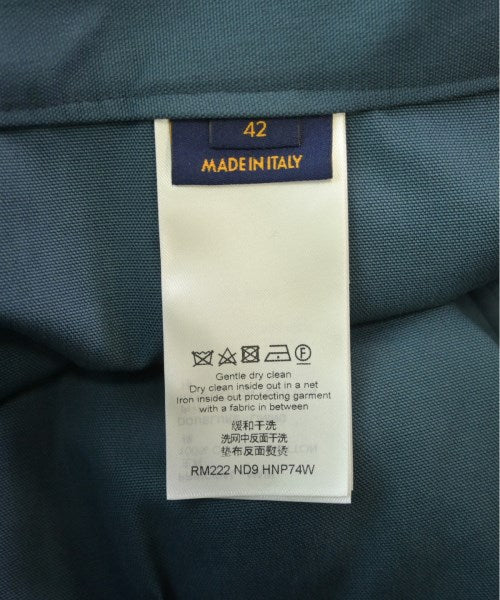 42
MADE IN ITALY
F
Gentle dry clean
Dry clean inside out in a net
Iron inside out protecting garment
with a fabric in between
缓和干洗
洗网中反面干洗
垫布反面熨烫
RM222 ND9 HNP74W